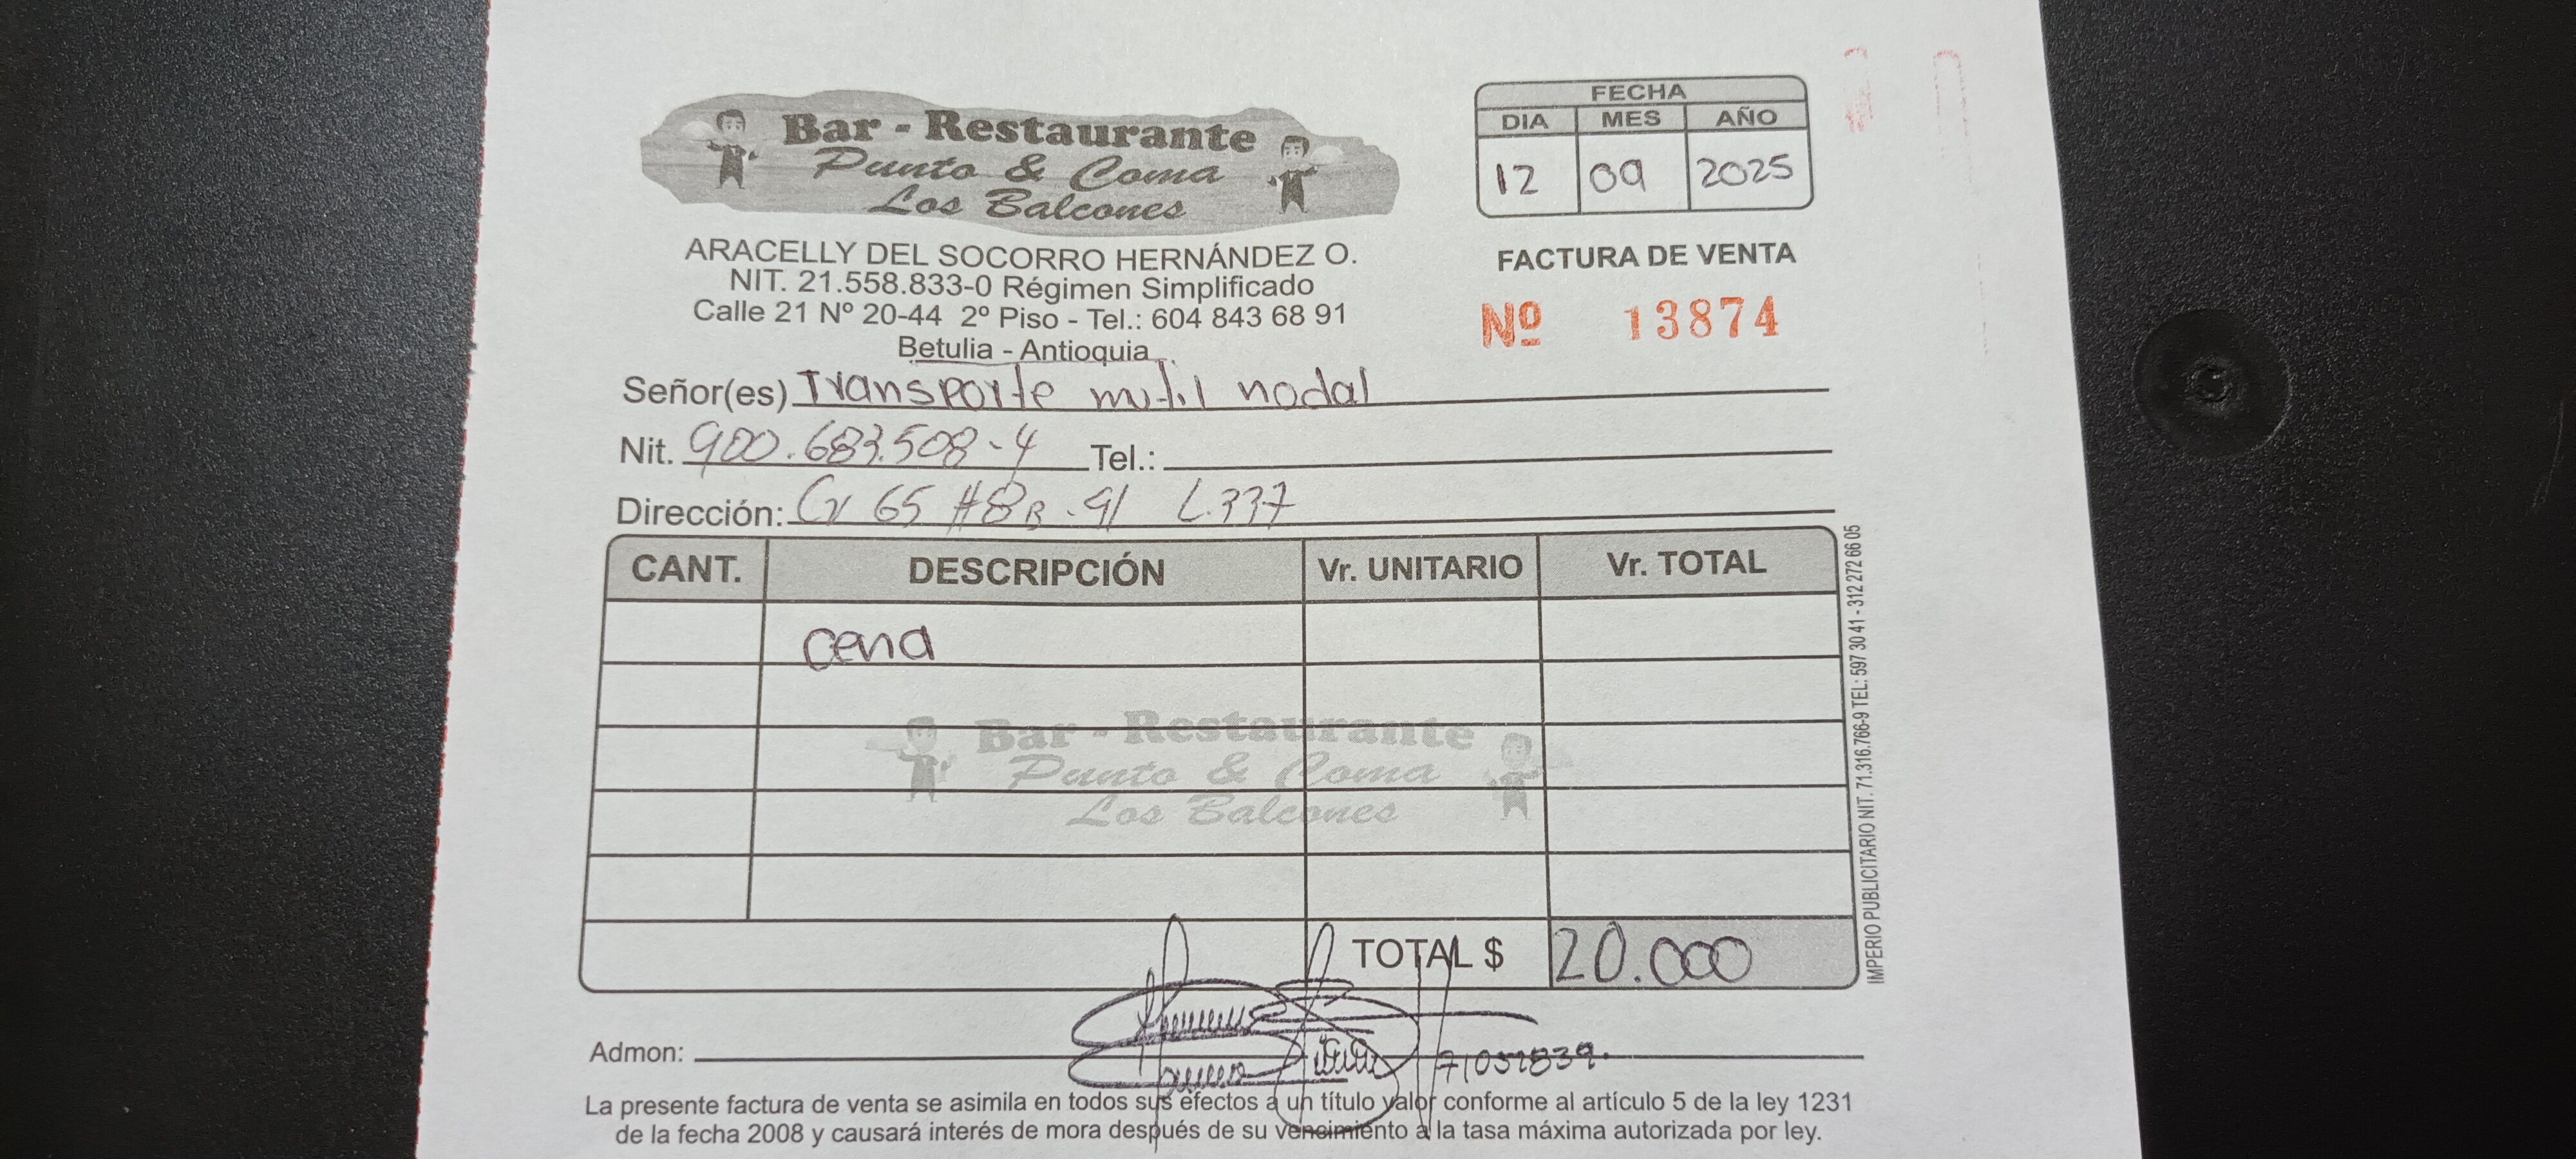 Bar - Restaurante
Punto & Coma
Los Balcones
FECHA
DIA MES AÑO
12 09 2025
ARACELLY DEL SOCORRO HERNÁNDEZ O.
NIT. 21.558.833-0 Régimen Simplificado
Calle 21 Nº 20-44 2º Piso - Tel.: 604 843 68 91
Betulia - Antioquia
FACTURA DE VENTA
Nº 13874
Señor(es) Transporte mutil nodal
Nit. 900.683.508-4 Tel.:
Dirección: Cr 65 #8B-91 L.337
CANT. DESCRIPCIÓN Vr. UNITARIO Vr. TOTAL
cena
Bar - Restaurante
Punto & Coma
Los Balcones
TOTAL $ 20.000
Admon: 71052839.
La presente factura de venta se asimila en todos sus efectos a un título valor conforme al artículo 5 de la ley 1231
de la fecha 2008 y causará interés de mora después de su vencimiento a la tasa máxima autorizada por ley.
IMPERIO PUBLICITARIO NIT. 71.316.766-9 TEL: 597 30 41 - 312 272 66 05